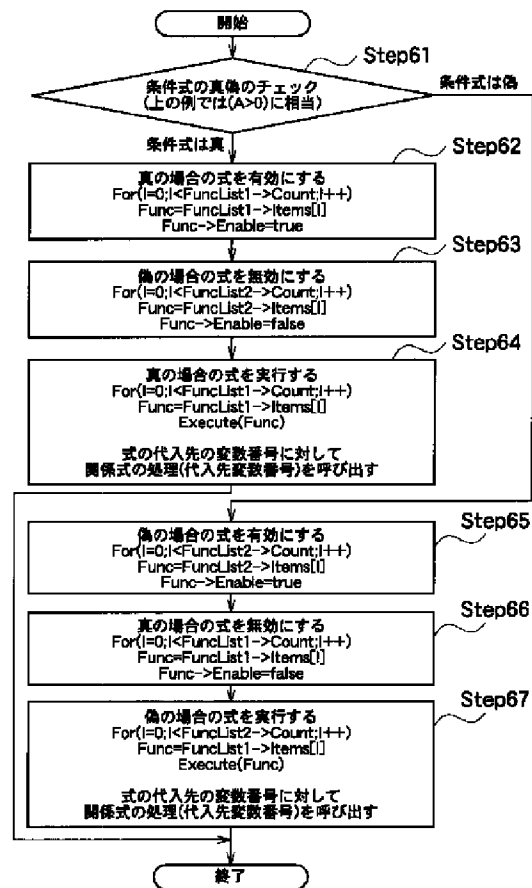 開始
Step61
条件式の真偽のチェック
(上の例では(A>0)に相当)
条件式は偽
条件式は真
Step62
真の場合の式を有効にする
For(I=0;I<FuncList1->Count;I++)
Func=FuncList1->Items[I]
Func->Enable=true
Step63
偽の場合の式を無効にする
For(I=0;I<FuncList2->Count;I++)
Func=FuncList2->Items[I]
Func->Enable=false
Step64
真の場合の式を実行する
For(I=0;I<FuncList1->Count;I++)
Func=FuncList1->Items[I]
Execute(Func)
式の代入先の変数番号に対して
関係式の処理(代入先変数番号)を呼び出す
Step65
偽の場合の式を有効にする
For(I=0;I<FuncList2->Count;I++)
Func=FuncList2->Items[I]
Func->Enable=true
Step66
真の場合の式を無効にする
For(I=0;I<FuncList1->Count;I++)
Func=FuncList1->Items[I]
Func->Enable=false
Step67
偽の場合の式を実行する
For(I=0;I<FuncList2->Count;I++)
Func=FuncList1->Items[I]
Execute(Func)
式の代入先の変数番号に対して
関係式の処理(代入先変数番号)を呼び出す
終了